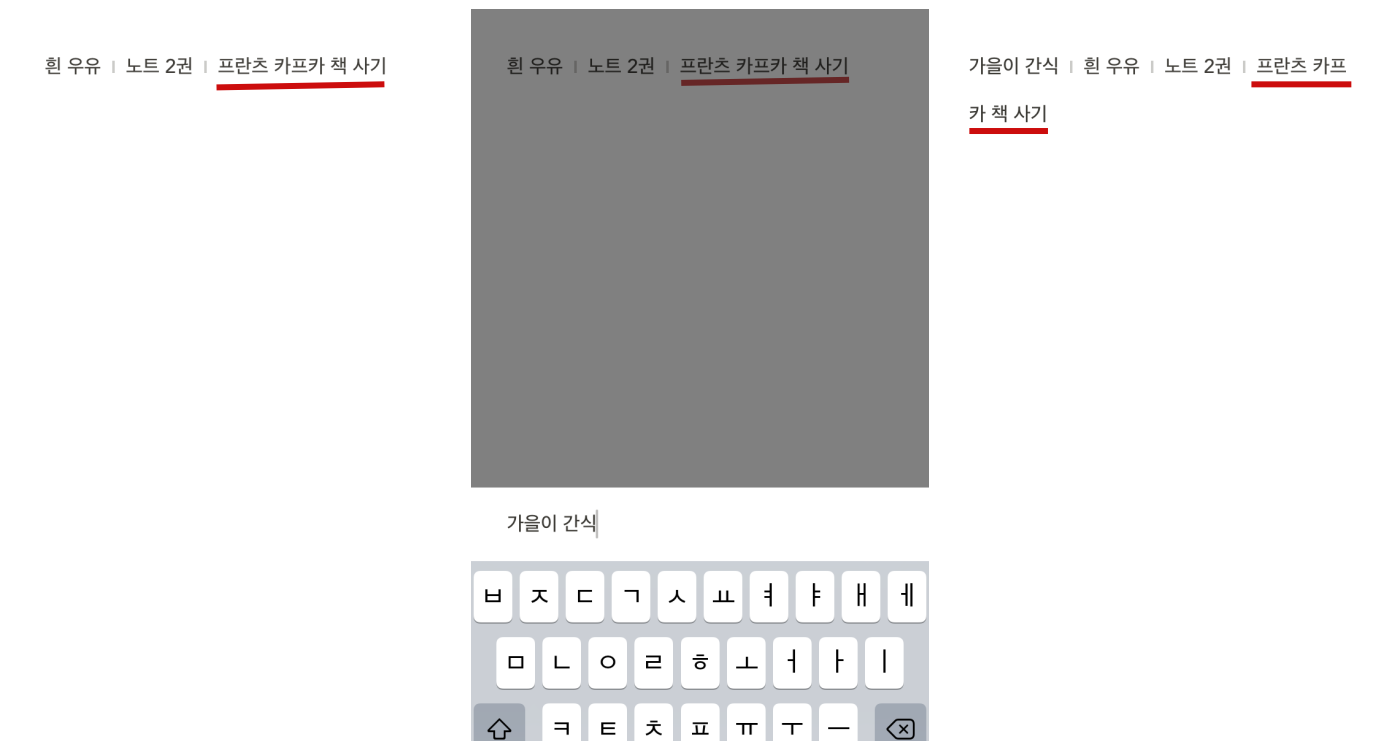 흰 우유 | 노트 2권 | 프란츠 카프카 책 사기
흰 우유 | 노트 2권 | 프란츠 카프카 책 사기
가을이 간식
ㅂ ㅈ ㄷ ㄱ ㅅ ㅛ ㅕ ㅑ ㅐ ㅔ
ㅁ ㄴ ㅇ ㄹ ㅎ ㅗ ㅓ ㅏ ㅣ
ㅋ ㅌ ㅊ ㅍ ㅠ ㅜ ㅡ
가을이 간식 | 흰 우유 | 노트 2권 | 프란츠 카프
카 책 사기